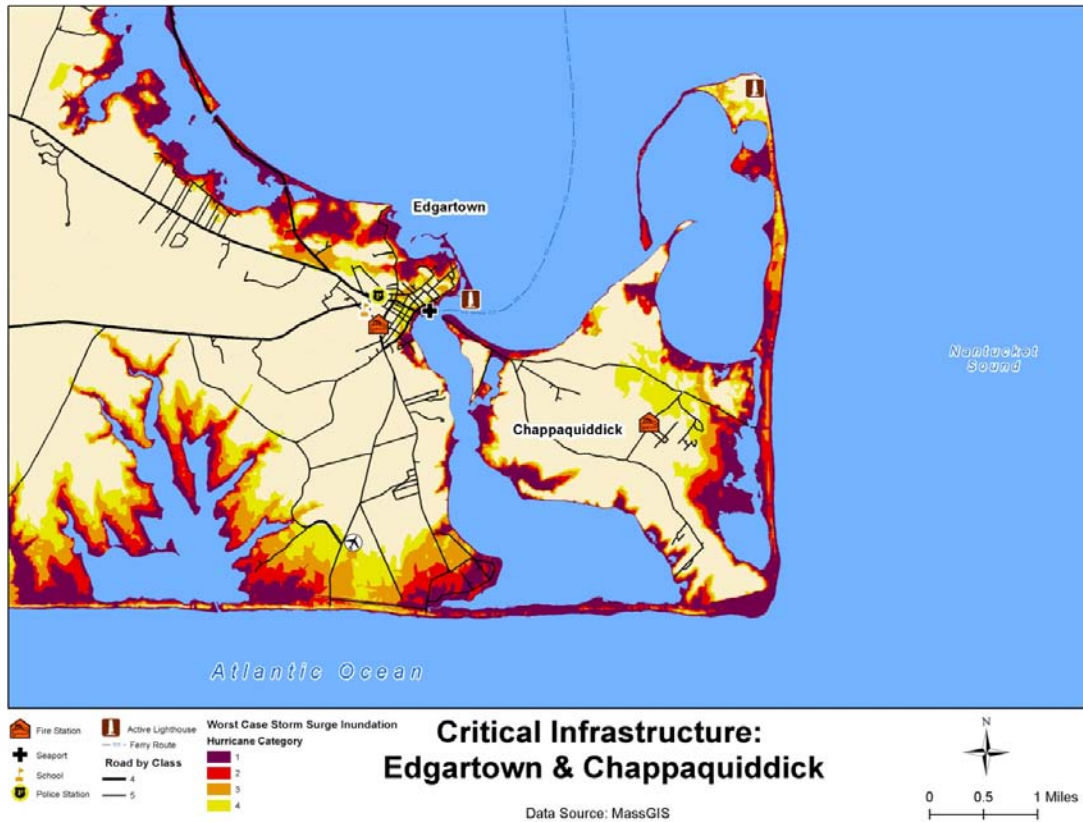 Edgartown
Nantucket
Sound
Chappaquiddick
Atlantic Ocean
Fire Station
Seaport
School
Police Station
Active Lighthouse
Ferry Route
Road by Class
4
5
Worst Case Storm Surge Inundation
Hurricane Category
1
2
3
4
Critical Infrastructure:
Edgartown & Chappaquiddick
Data Source: MassGIS
N
0 0.5 1 Miles